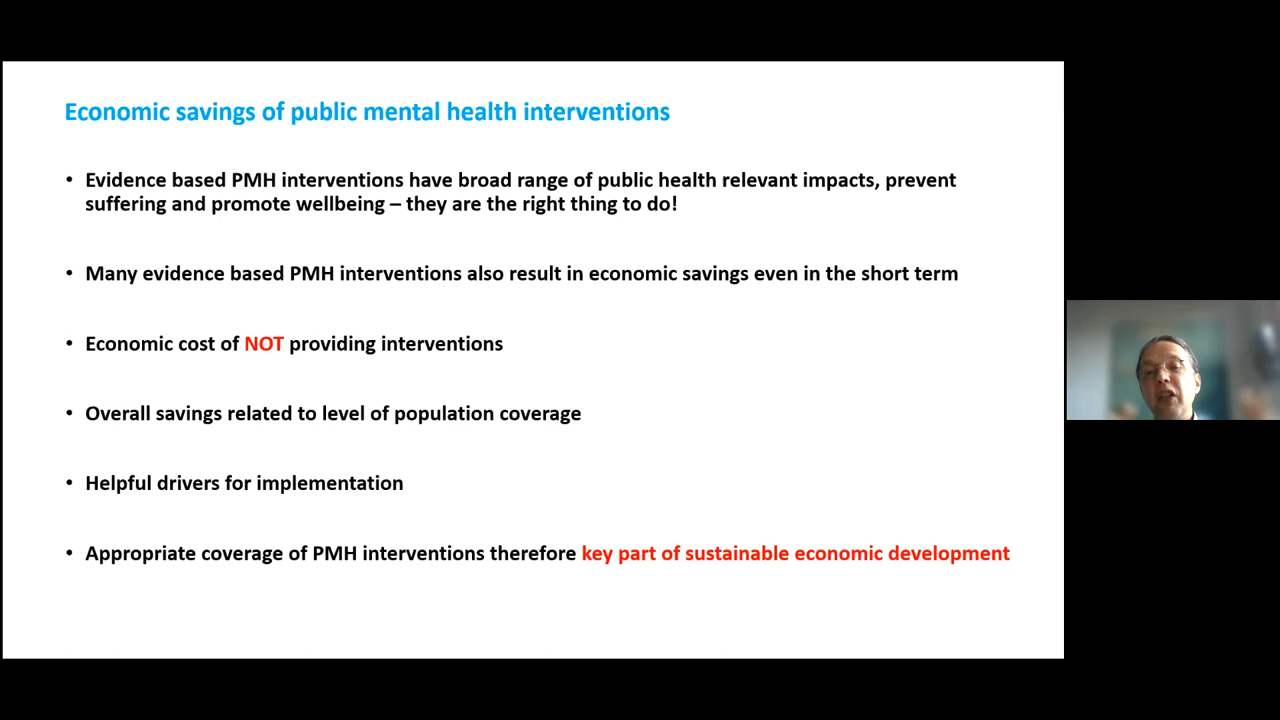 Economic savings of public mental health interventions
• Evidence based PMH interventions have broad range of public health relevant impacts, prevent
suffering and promote wellbeing – they are the right thing to do!
• Many evidence based PMH interventions also result in economic savings even in the short term
• Economic cost of NOT providing interventions
• Overall savings related to level of population coverage
• Helpful drivers for implementation
• Appropriate coverage of PMH interventions therefore key part of sustainable economic development